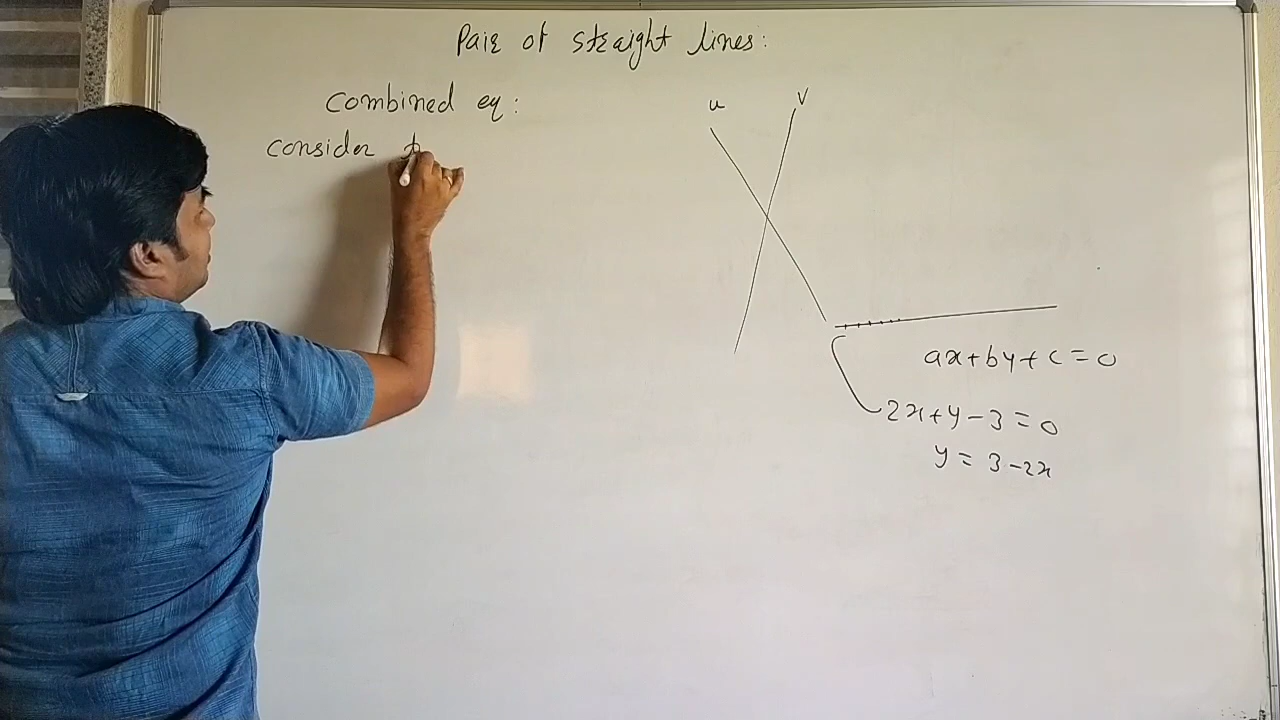 Pair of straight lines:
Combined eq:
consider
u
v
ax+by+c=0
2x+y-3=0
y=3-2x